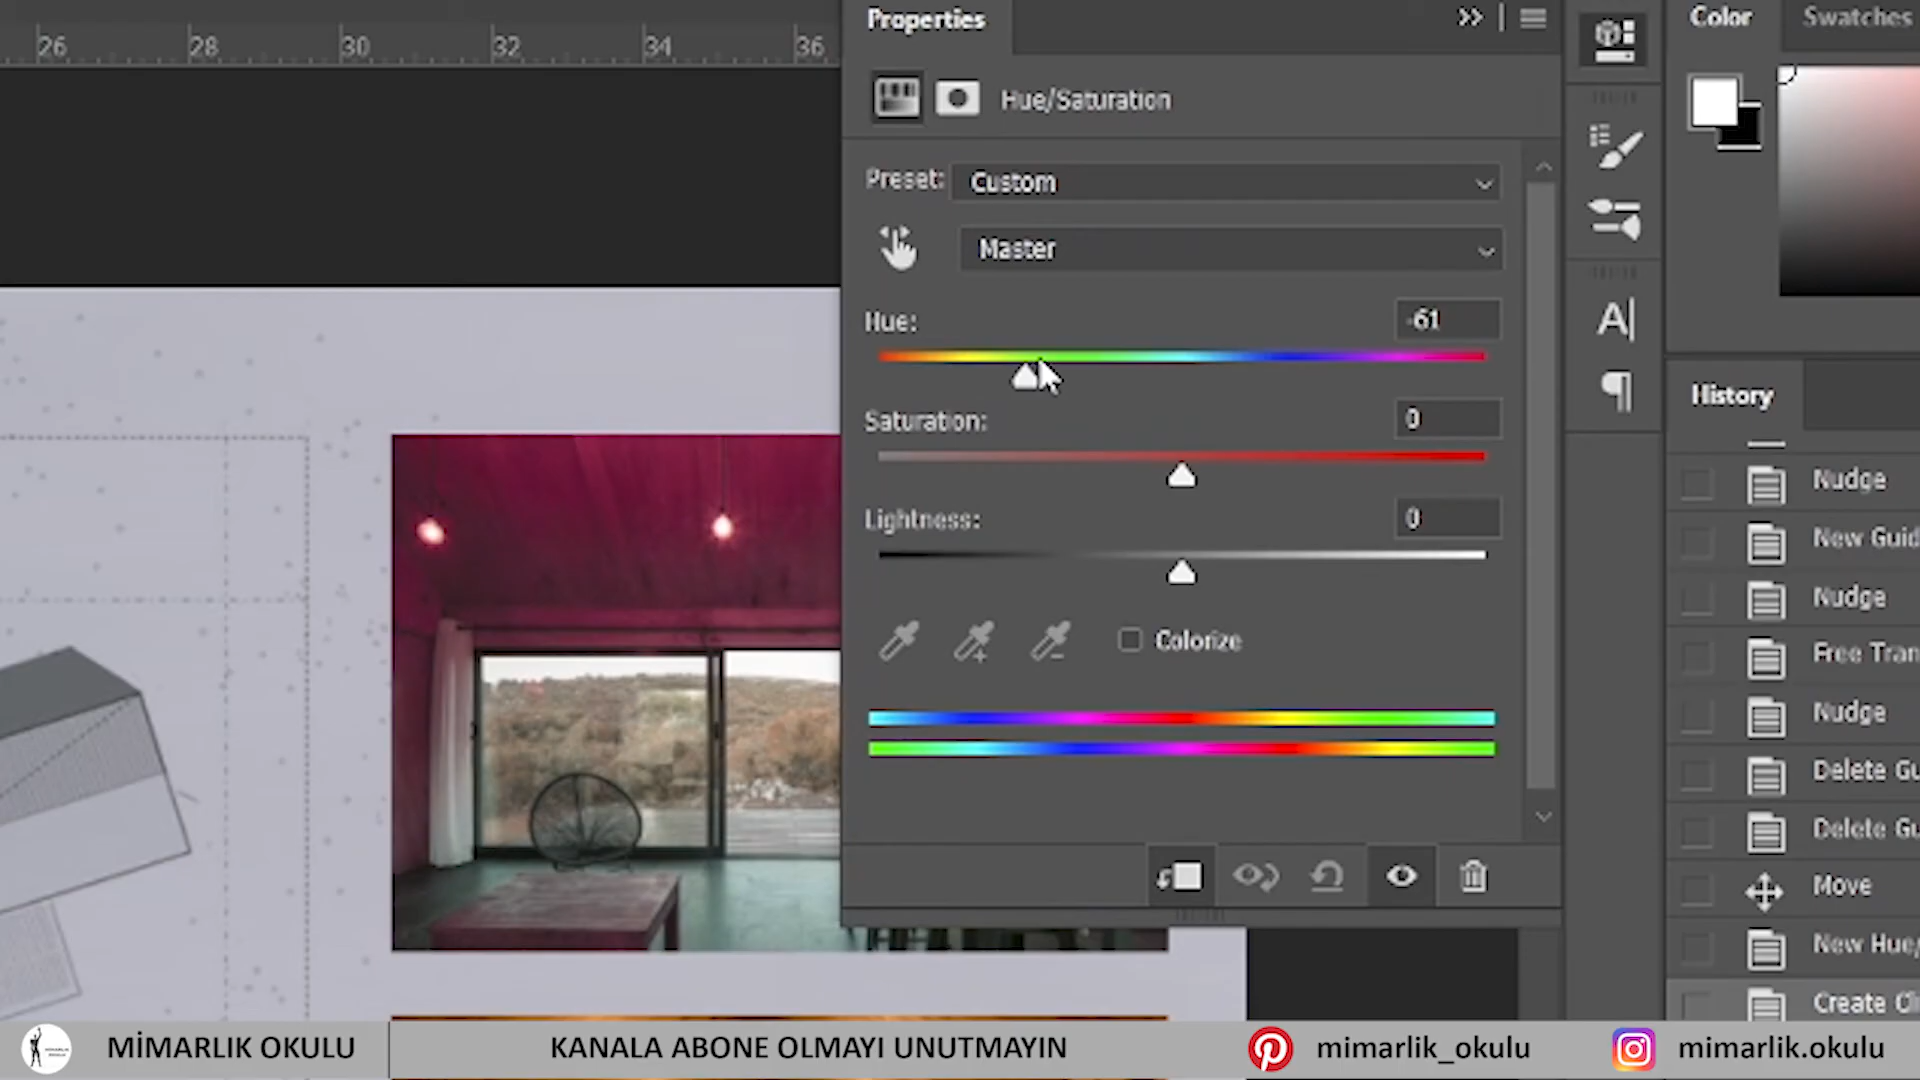 Properties
Color
Swatches
26
28
30
32
34
36
Hue/Saturation
Preset:
Custom
Master
Hue:
-61
Saturation:
0
Lightness:
0
Colorize
A
History
Nudge
New Guid
Nudge
Free Tran
Nudge
Delete Gu
Delete Gu
Move
New Hue/
Create Cl
MİMARLIK OKULU
KANALA ABONE OLMAYI UNUTMAYIN
mimarlik_okulu
mimarlik.okulu